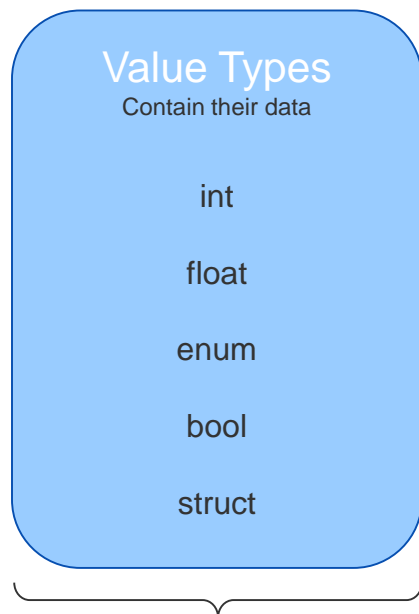 Value Types
Contain their data
int
float
enum
bool
struct